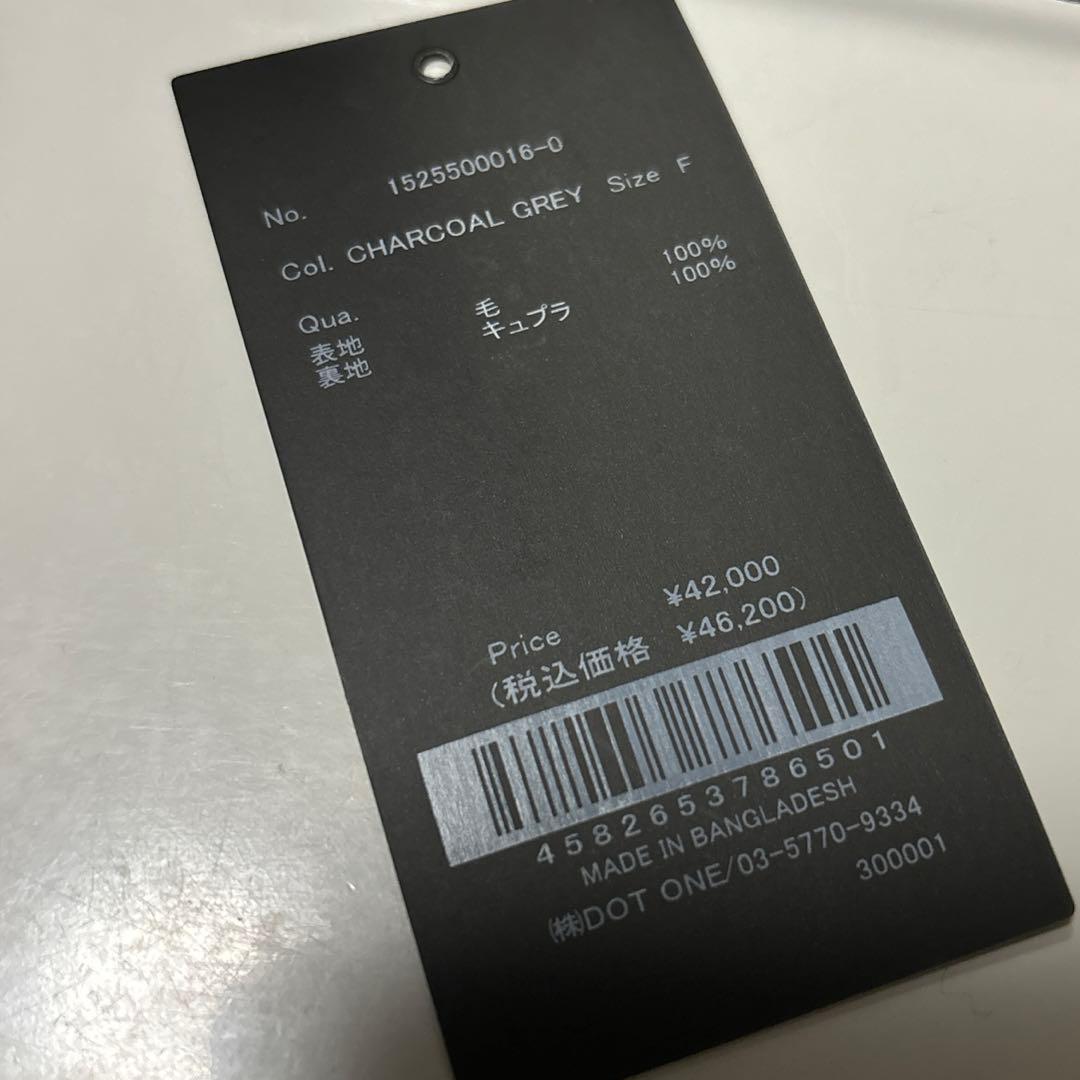 No. 1525500016-0
Col. CHARCOAL GREY Size F
Qua.
表地 毛 100%
裏地 キュプラ 100%
Price ¥42,000
(税込価格 ¥46,200)
4582653786501
MADE IN BANGLADESH
㈱DOT ONE/03-5770-9334
300001